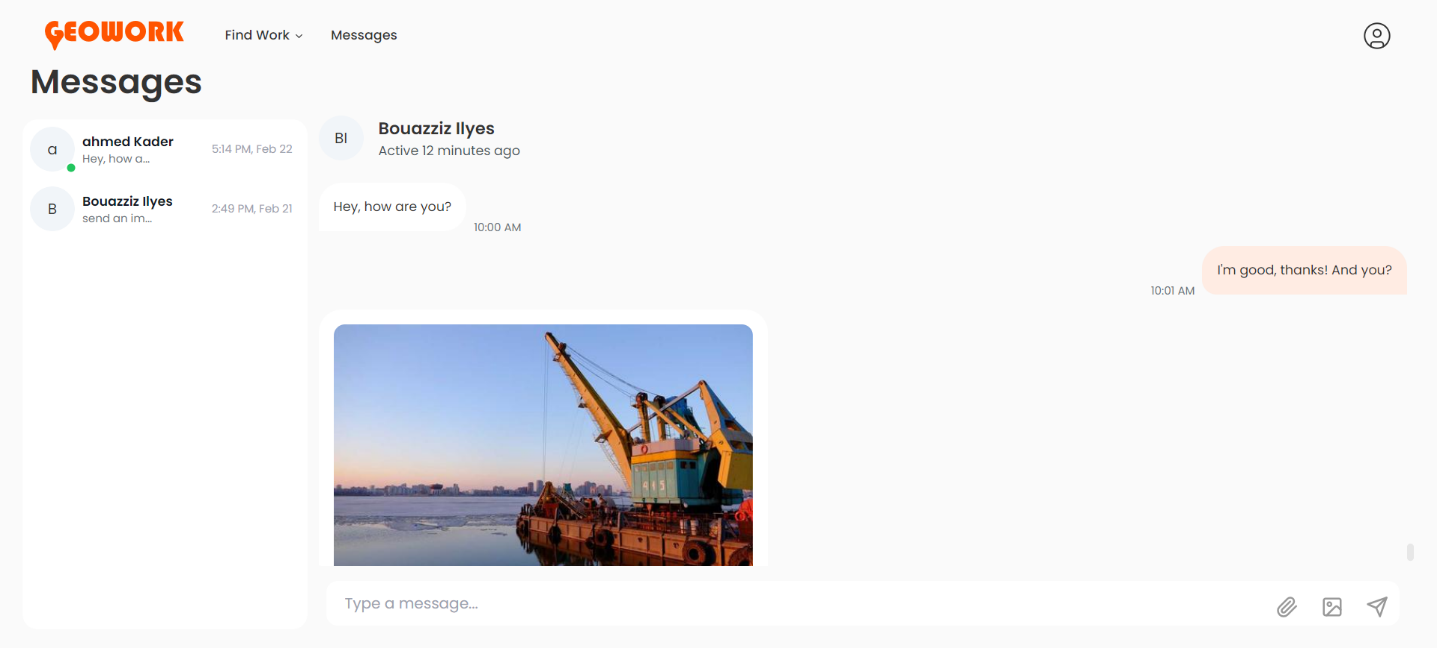 GEOWORK
Find Work
Messages
Messages
a
ahmed Kader
Hey, how a...
5:14 PM, Feb 22
B
Bouazziz Ilyes
send an im...
2:49 PM, Feb 21
BI
Bouazziz Ilyes
Active 12 minutes ago
Hey, how are you?
10:00 AM
I'm good, thanks! And you?
10:01 AM
Type a message...